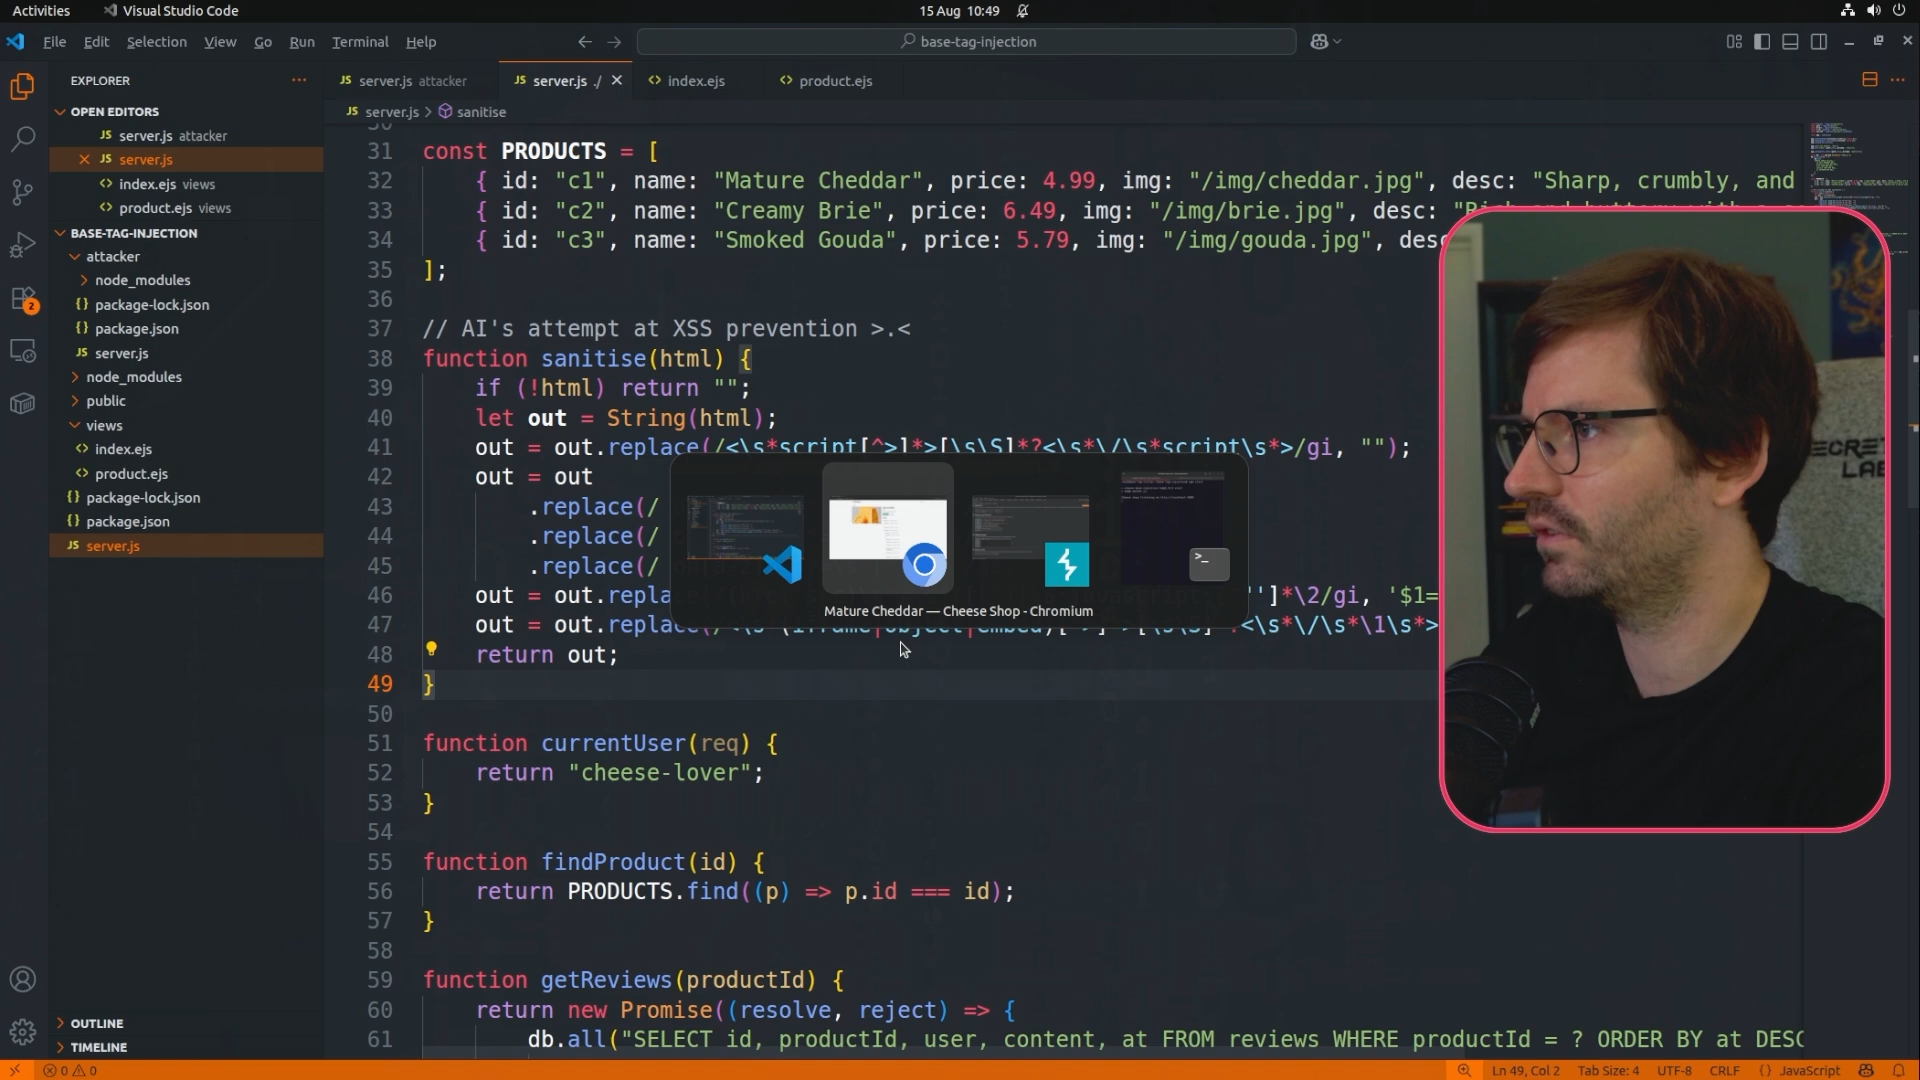 Activities
Visual Studio Code
15 Aug 10:49
File Edit Selection View Go Run Terminal Help
base-tag-injection
EXPLORER
server.js attacker
server.js ./
index.ejs
product.ejs
server.js > sanitise
OPEN EDITORS
server.js attacker
server.js
index.ejs views
product.ejs views
BASE-TAG-INJECTION
attacker
node_modules
package-lock.json
package.json
server.js
node_modules
public
views
index.ejs
product.ejs
package-lock.json
package.json
server.js
OUTLINE
TIMELINE
31 const PRODUCTS = [
32 { id: "c1", name: "Mature Cheddar", price: 4.99, img: "/img/cheddar.jpg", desc: "Sharp, crumbly, and
33 { id: "c2", name: "Creamy Brie", price: 6.49, img: "/img/brie.jpg", desc:
34 { id: "c3", name: "Smoked Gouda", price: 5.79, img: "/img/gouda.jpg", desc
35 ];
36
37 // AI's attempt at XSS prevention >.<
38 function sanitise(html) {
39 if (!html) return "";
40 let out = String(html);
41 out = out.replace(/<\s*script[^>]*>[\s\S]*?<\s*\/\s*script\s*>/gi, "");
42 out = out
43 .replace(/
44 .replace(/
45 .replace(/
46 out = out.repla ']*\2/gi, '$1=
47 out = out.replac <\s*\/\s*\1\s*>
48 return out;
49 }
50
51 function currentUser(req) {
52 return "cheese-lover";
53 }
54
55 function findProduct(id) {
56 return PRODUCTS.find((p) => p.id === id);
57 }
58
59 function getReviews(productId) {
60 return new Promise((resolve, reject) => {
61 db.all("SELECT id, productId, user, content, at FROM reviews WHERE productId = ? ORDER BY at DESC
Mature Cheddar — Cheese Shop - Chromium
2
0 0
Ln 49, Col 2
Tab Size: 4
UTF-8
CRLF
{} JavaScript